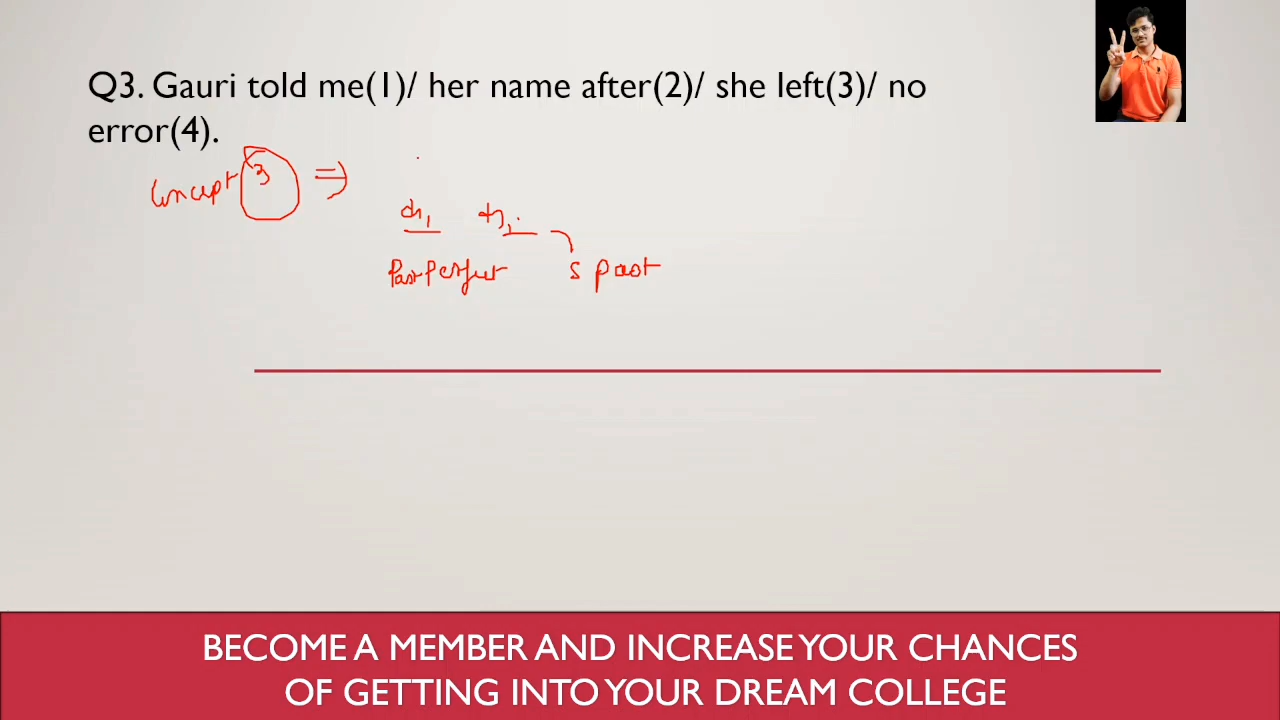 Q3. Gauri told me(1)/ her name after(2)/ she left(3)/ no
error(4).
Concept 3 ⇒
Past Perfect S past
BECOME A MEMBER AND INCREASE YOUR CHANCES
OF GETTING INTO YOUR DREAM COLLEGE